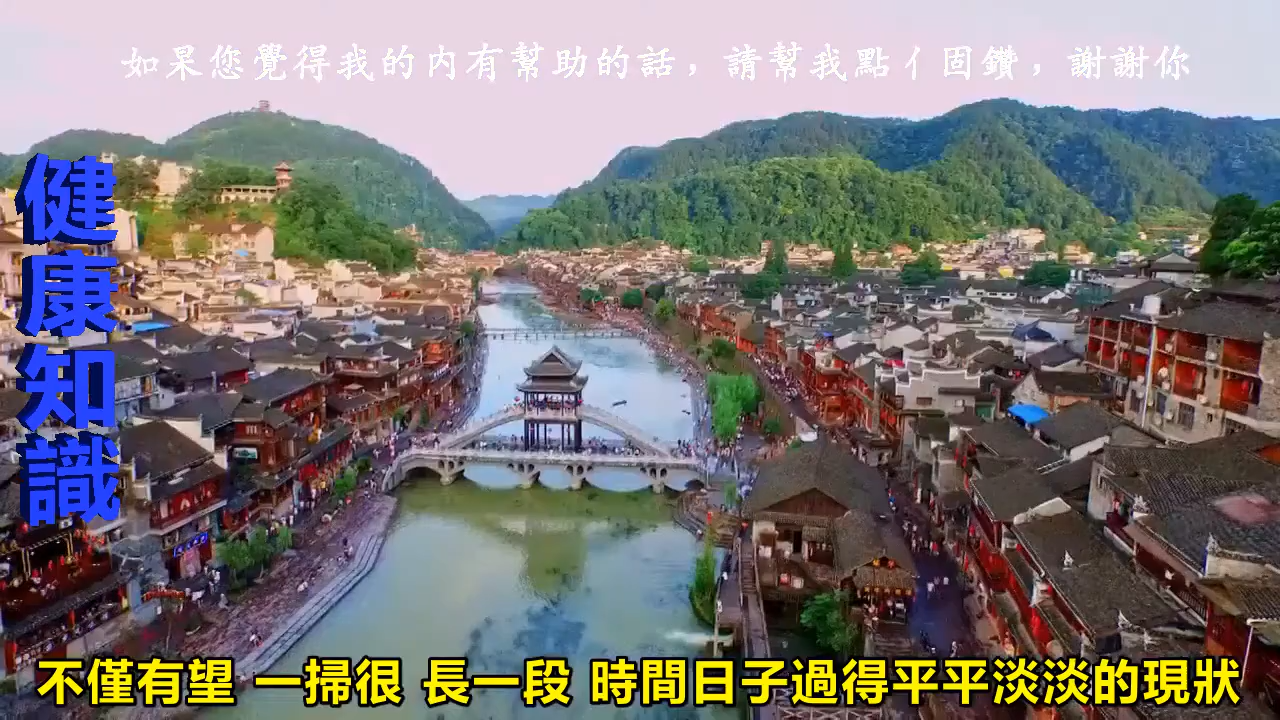 如果您覺得我的内有幫助的話，請幫我點亻固鑽，謝謝你
健康知識
不僅有望 一掃很 長一段 時間日子過得平平淡淡的現狀